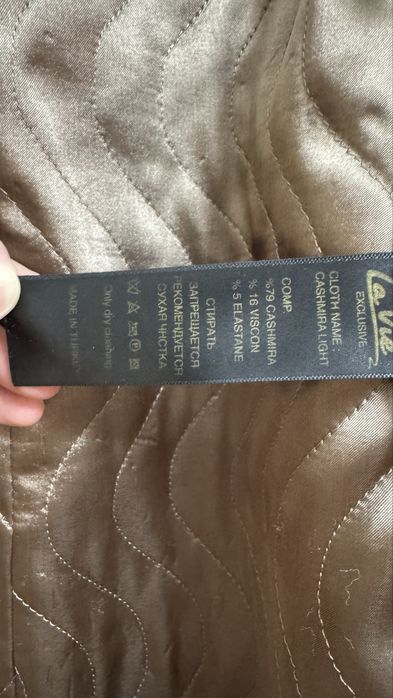 La Vie
EXCLUSIVE
CLOTH NAME :
CASHMIRA LIGHT
COMP.
%79 CASHMIRA
% 16 VISCON
% 5 ELASTANE
СТИРАТЬ
ЗАПРЕЩАЕТСЯ
РЕКОМЕНДУЕТСЯ
СУХАЯ ЧИСТКА
Only dry cleaning
MADE IN TURKEY